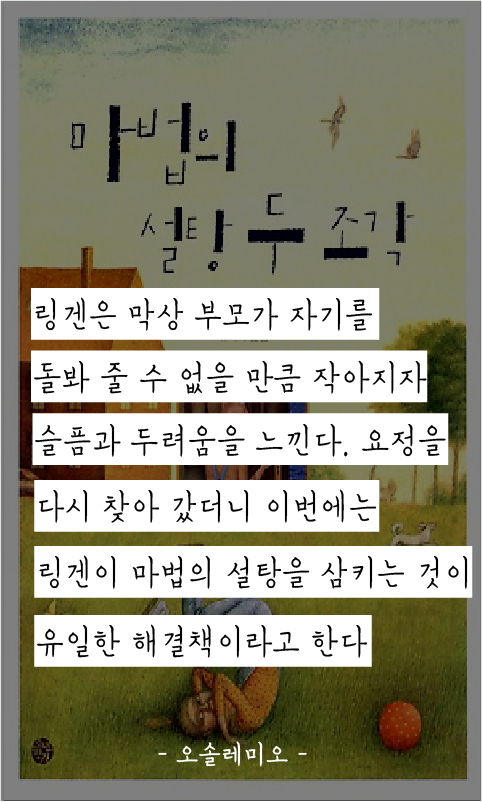 마법의
설탕 두 조각
링겐은 막상 부모가 자기를
돌봐 줄 수 없을 만큼 작아지자
슬픔과 두려움을 느낀다. 요정을
다시 찾아 갔더니 이번에는
링겐이 마법의 설탕을 삼키는 것이
유일한 해결책이라고 한다
- 오솔레미오 -